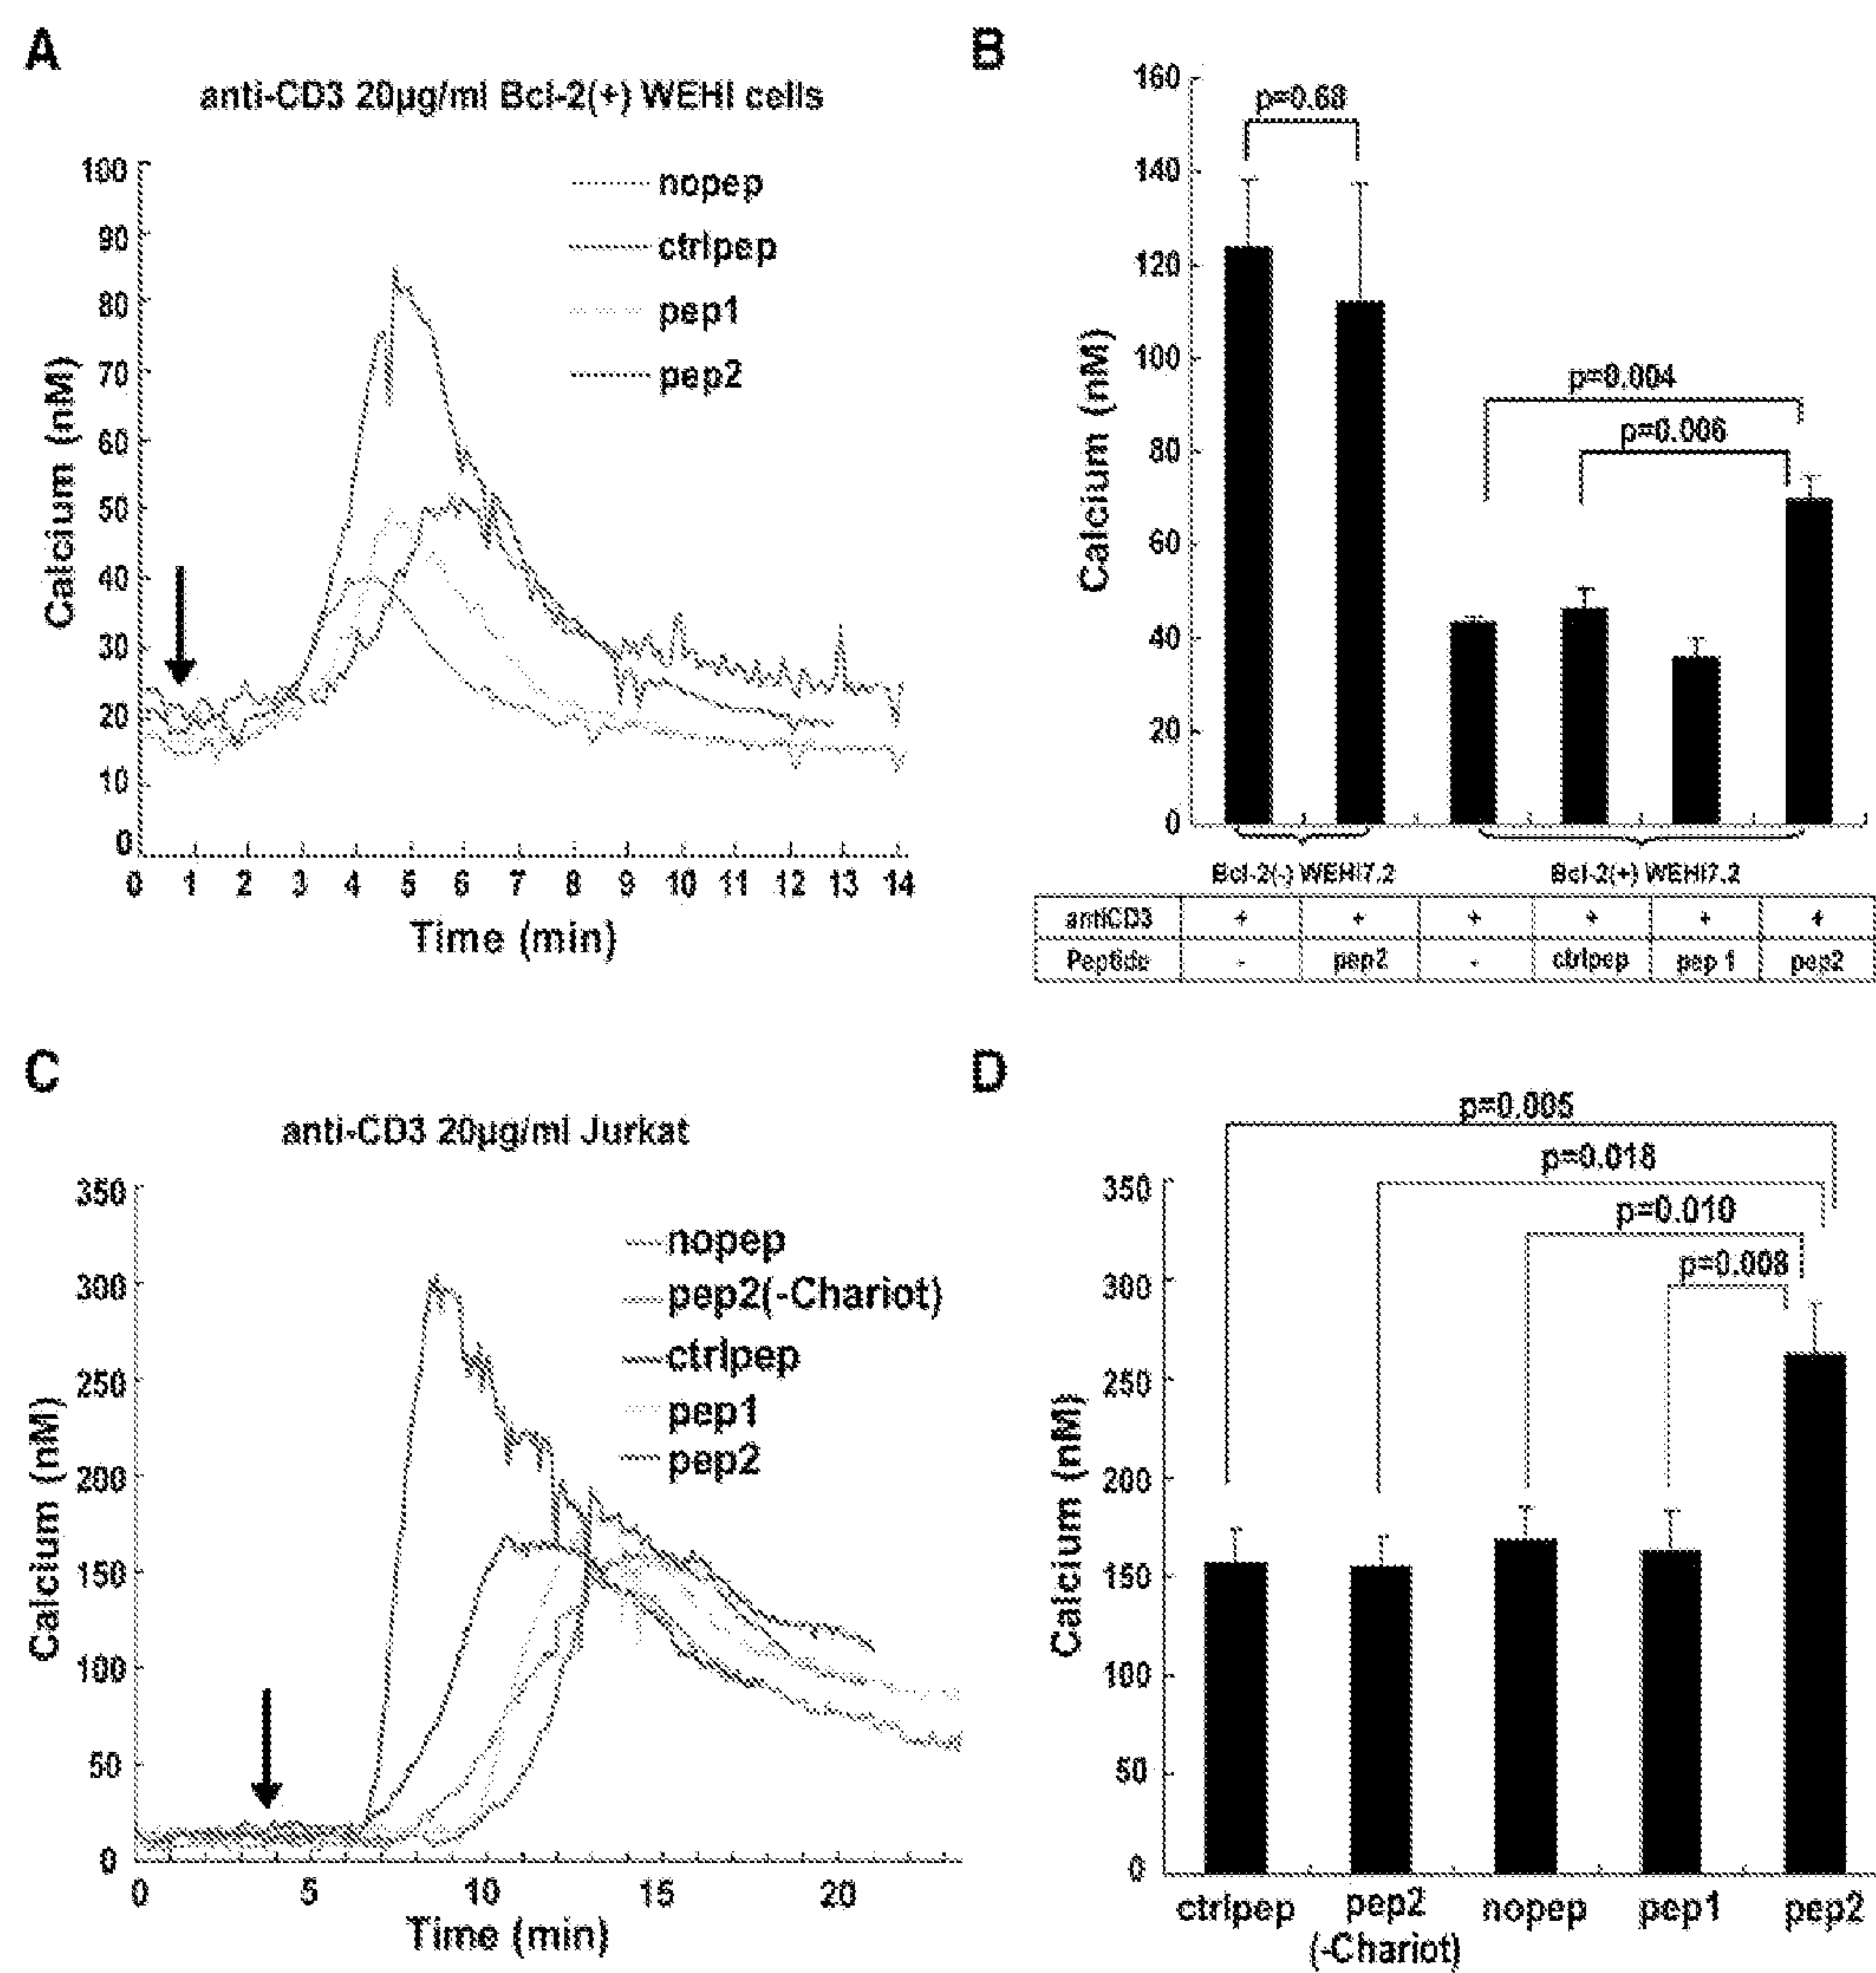 A
anti-CD3 20µg/ml Bcl-2(+) WEHI cells
nopep
ctrlpep
pep1
pep2
100
90
80
70
60
50
40
30
20
10
0
Calcium (nM)
0 1 2 3 4 5 6 7 8 9 10 11 12 13 14
Time (min)
B
160
140
120
100
80
60
40
20
0
Calcium (nM)
p=0.68
p=0.004
p=0.006
Bcl-2(-) WEHI7.2 Bcl-2(+) WEHI7.2
antiCD3 + + + + + +
Peptide - pep2 - ctrlpep pep 1 pep2
C
anti-CD3 20µg/ml Jurkat
nopep
pep2(-Chariot)
ctrlpep
pep1
pep2
350
300
250
200
150
100
50
0
Calcium (nM)
0 5 10 15 20
Time (min)
D
p=0.005
p=0.018
p=0.010
p=0.008
350
300
250
200
150
100
50
0
Calcium (nM)
ctrlpep pep2 nopep pep1 pep2
(-Chariot)